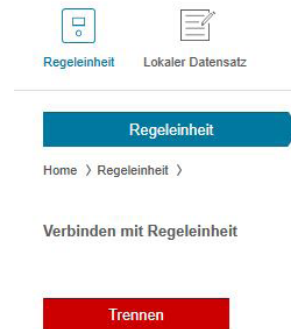 Regeleinheit Lokaler Datensatz
Regeleinheit
Home 〉 Regeleinheit 〉
Verbinden mit Regeleinheit
Trennen